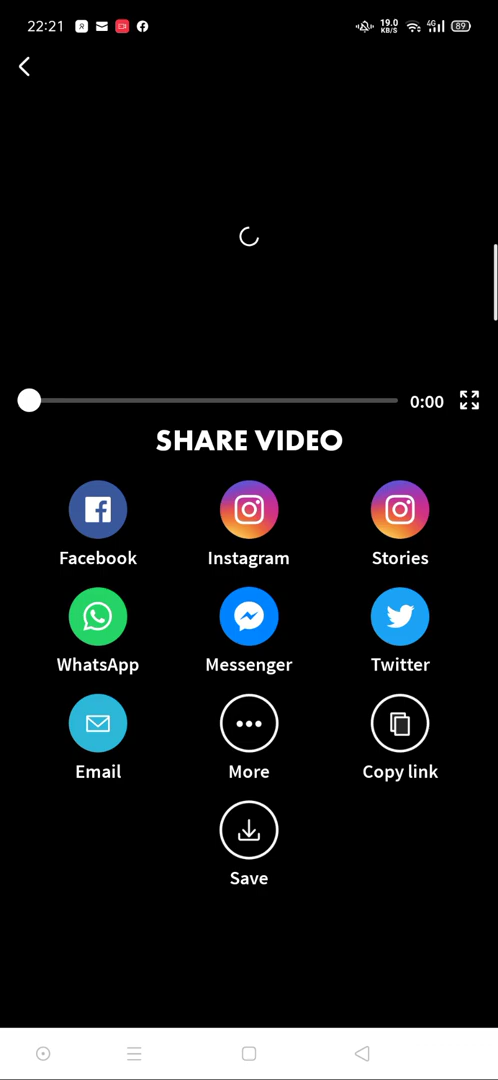 22:21
19.0
KB/S
4G
89
0:00
SHARE VIDEO
Facebook
Instagram
Stories
WhatsApp
Messenger
Twitter
Email
More
Copy link
Save